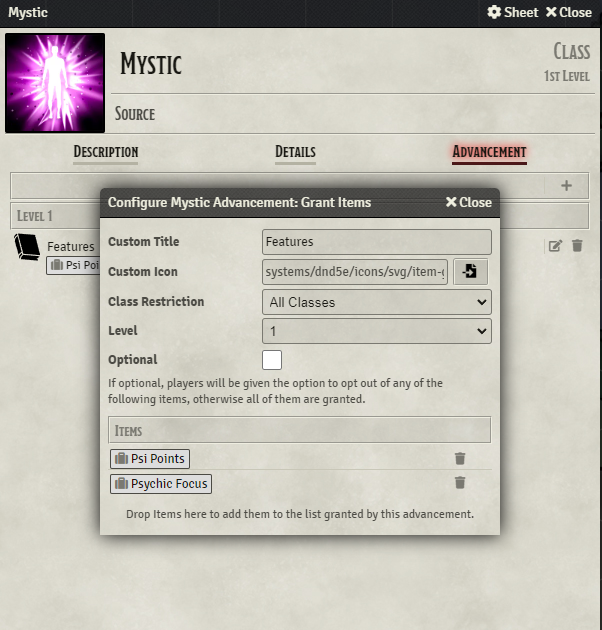 Mystic
Sheet
Close
Mystic
Class
1st Level
Source
Description
Details
Advancement
Level 1
Features
Psi
Configure Mystic Advancement: Grant Items
Close
Custom Title
Features
Custom Icon
systems/dnd5e/icons/svg/item-g
Class Restriction
All Classes
Level
1
Optional
If optional, players will be given the option to opt out of any of the
following items, otherwise all of them are granted.
Items
Psi Points
Psychic Focus
Drop Items here to add them to the list granted by this advancement.